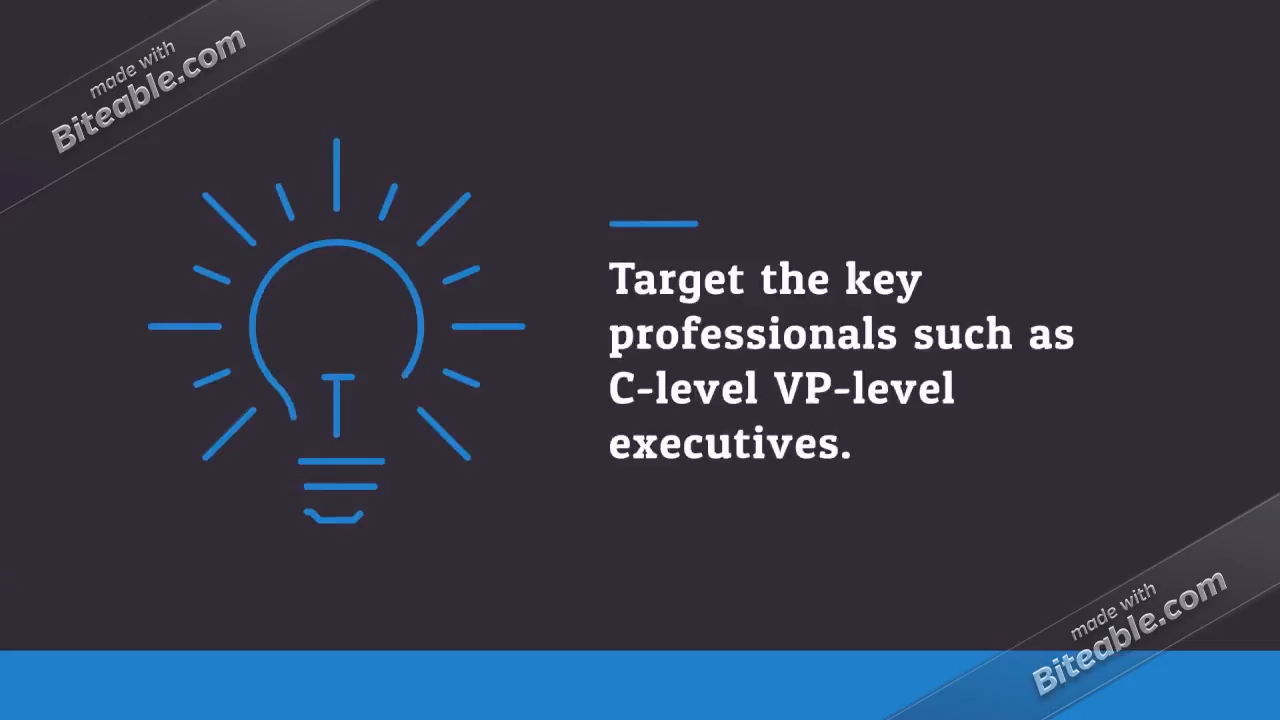 made with
Biteable.com
Target the key
professionals such as
C-level VP-level
executives.
made with
Biteable.com